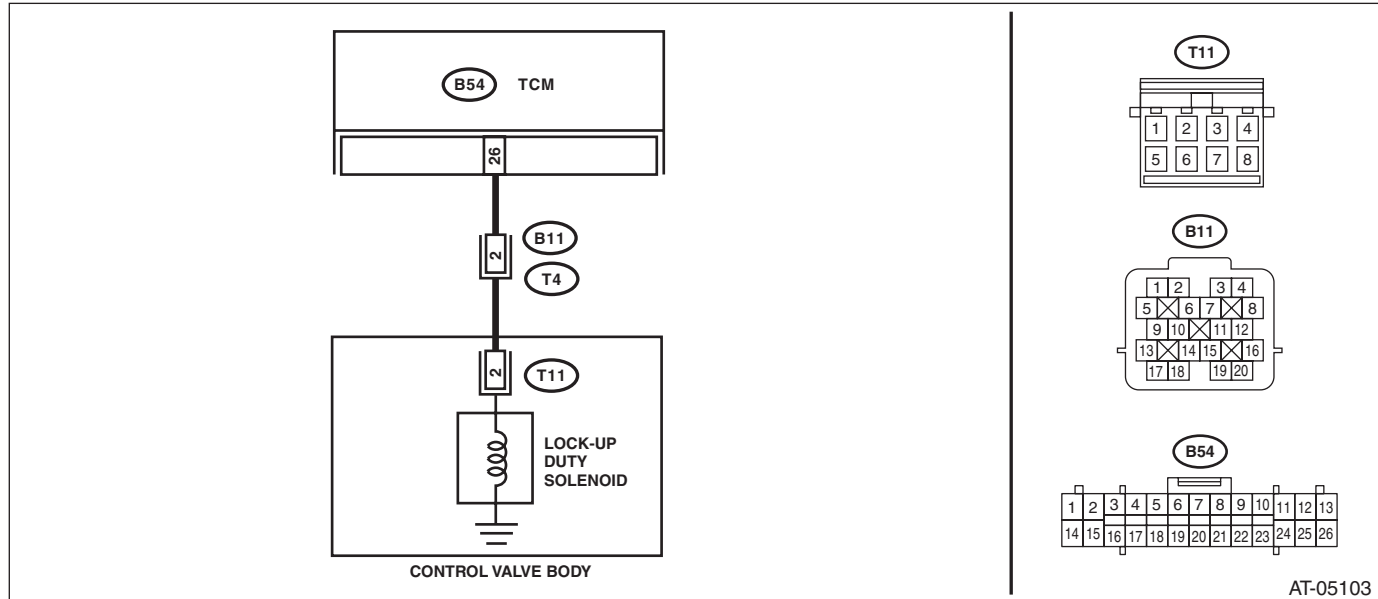 B54 TCM
26
2
B11
T4
2
T11
LOCK-UP
DUTY
SOLENOID
CONTROL VALVE BODY
T11
1 2 3 4
5 6 7 8
B11
1 2 3 4
5 6 7 8
9 10 11 12
13 14 15 16
17 18 19 20
B54
1 2 3 4 5 6 7 8 9 10 11 12 13
14 15 16 17 18 19 20 21 22 23 24 25 26
AT-05103